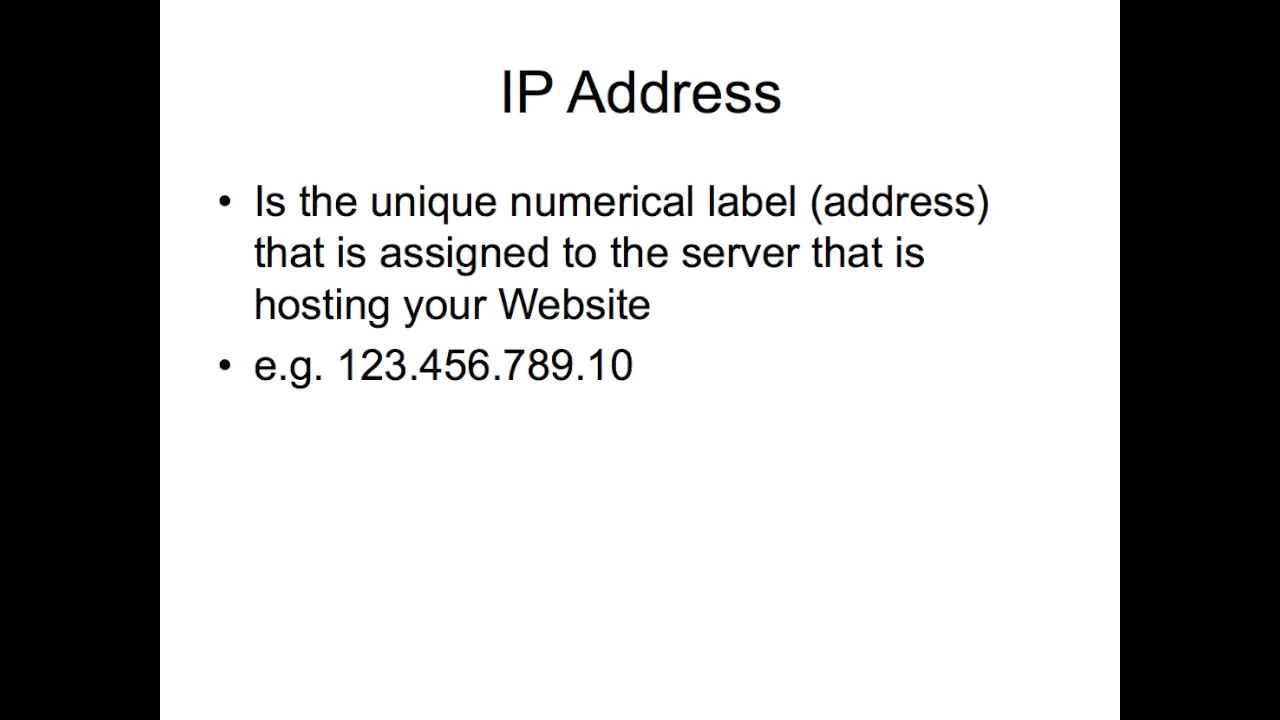 IP Address
• Is the unique numerical label (address)
that is assigned to the server that is
hosting your Website
• e.g. 123.456.789.10